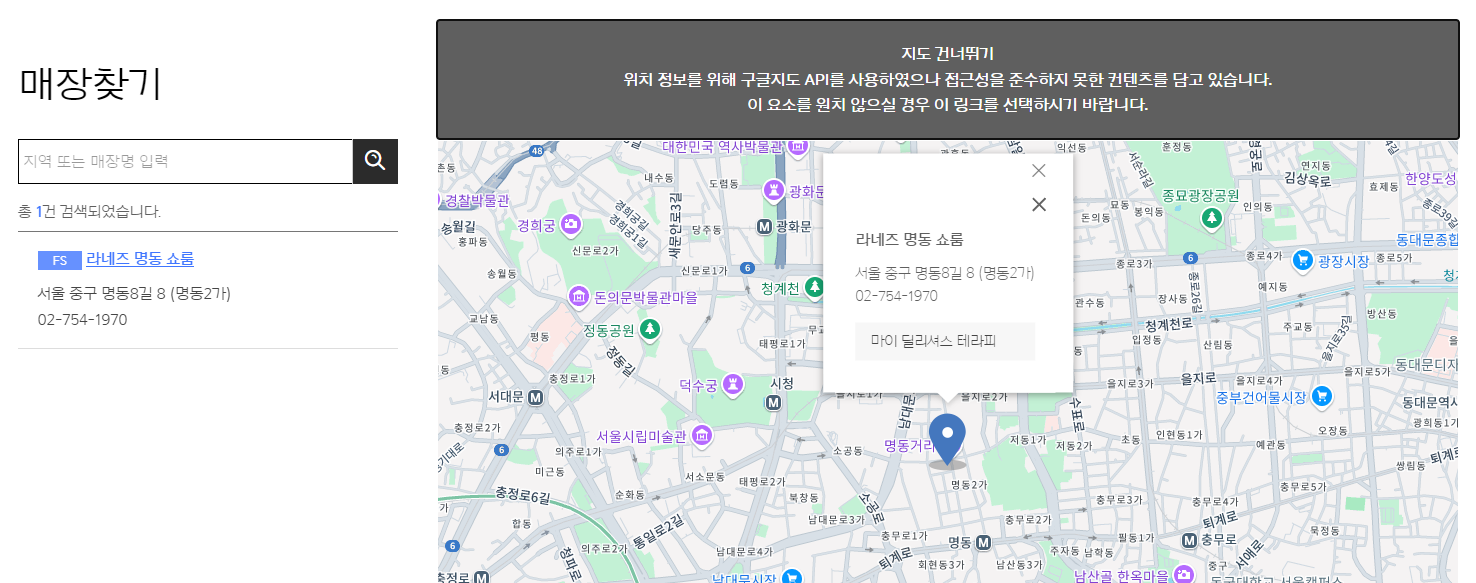 매장찾기
지역 또는 매장명 입력
총 1건 검색되었습니다.
FS 라네즈 명동 쇼룸
서울 중구 명동8길 8 (명동2가)
02-754-1970
지도 건너뛰기
위치 정보를 위해 구글지도 API를 사용하였으나 접근성을 준수하지 못한 컨텐츠를 담고 있습니다.
이 요소를 원치 않으실 경우 이 링크를 선택하시기 바랍니다.
라네즈 명동 쇼룸
서울 중구 명동8길 8 (명동2가)
02-754-1970
마이 딜리셔스 테라피
48
대한민국 역사박물관
익선동
훈정동
연지동
김상옥로
효제동
한양도성
내수동
도렴동
경찰박물관
송월길
홍파동
경희궁
경희궁길
경희궁1길
새문안로3길
당주동
광화문
신문로2가
신문로1가
6
송월동
돈의문박물관마을
청계천
교남동
평동
정동공원
정동길
태평로1가
서대문
충정로1가
덕수궁
시청
충정로2가
서울시립미술관
6
의주로1가
미근동
서소문동
순화동
태평로2가
소공동
북창동
충정로6길
합동
통일로2길
의주로2가
청파로
6
충정로
남대문로4가
남대문시장
남대문로3가
소공로
퇴계로
회현동3가
충무로1가
명동
충무로2가
명동2가
명동거리
을지로2가
저동1가
저동2가
수표로
초동
인현동1가
충무로3가
충무로4가
충무로5가
퇴계로
필동1가
충무로
주자동
남학동
남산동3가
남산골 한옥마을
서애로
묵정동
중구
쌍림동
퇴계로
예관동
오장동
광희동1가
동대문역사
중부건어물시장
을지로3가
을지로
을지로4가
을지로5가
동대문디자
을지로35길
주교동
방산동
산림동
입정동
청계천로
장사동
관수동
예지동
종로3가
6
종로4가
종로5가
광장시장
동대문종합
종로26길
종로39길
종묘광장공원
서순라길
묘동
봉익동
돈의동
인의동